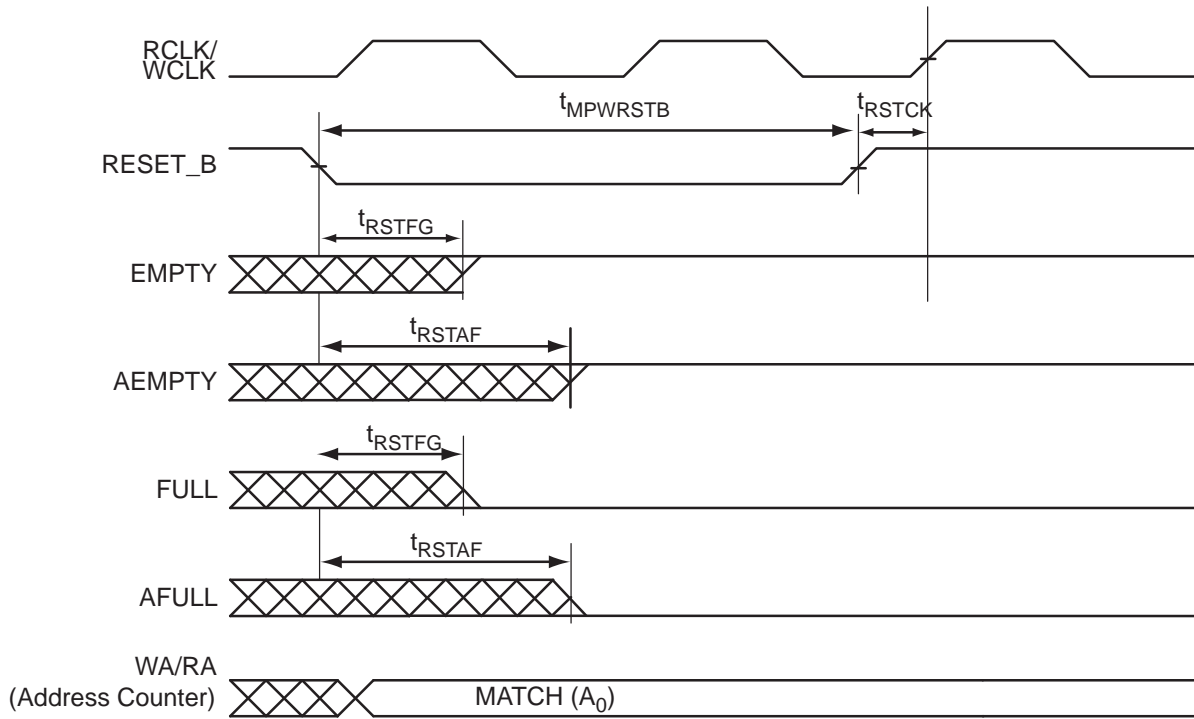 RCLK/
WCLK
tMPWRSTB
tRSTCK
RESET_B
tRSTFG
EMPTY
tRSTAF
AEMPTY
tRSTFG
FULL
tRSTAF
AFULL
WA/RA
(Address Counter)
MATCH (A0)